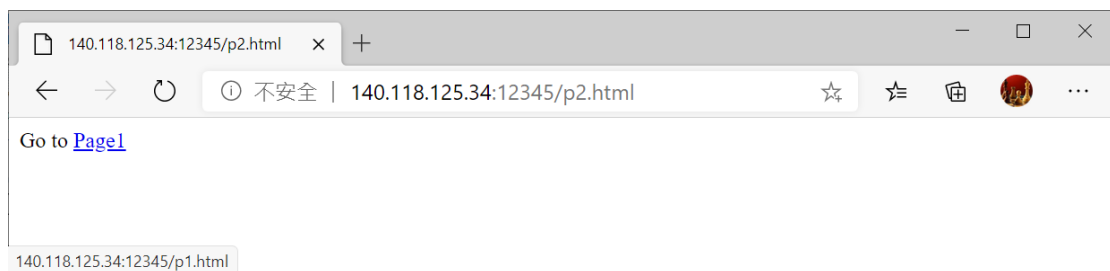 140.118.125.34:12345/p2.html
不安全 | 140.118.125.34:12345/p2.html
Go to Page1
140.118.125.34:12345/p1.html